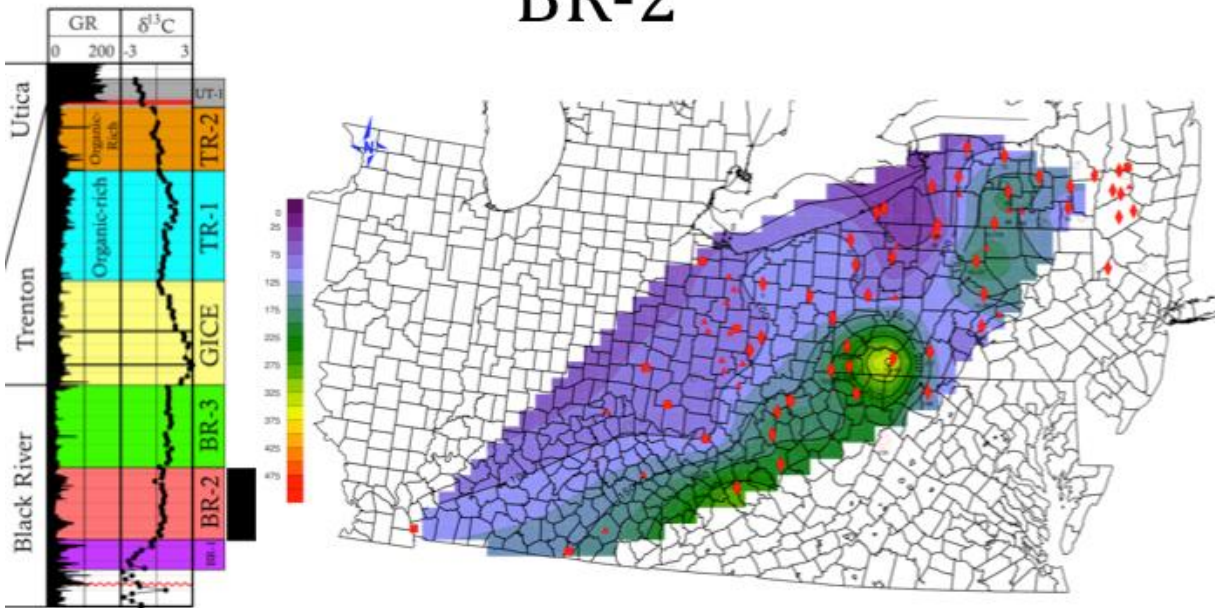 BR-2
GR δ13C
0 200 -3 3
Utica
Trenton
Black River
UT-1
Organic-Rich
TR-2
Organic-rich
TR-1
GICE
BR-3
BR-2
BR-1
N
0
25
75
125
175
225
275
325
375
425
475